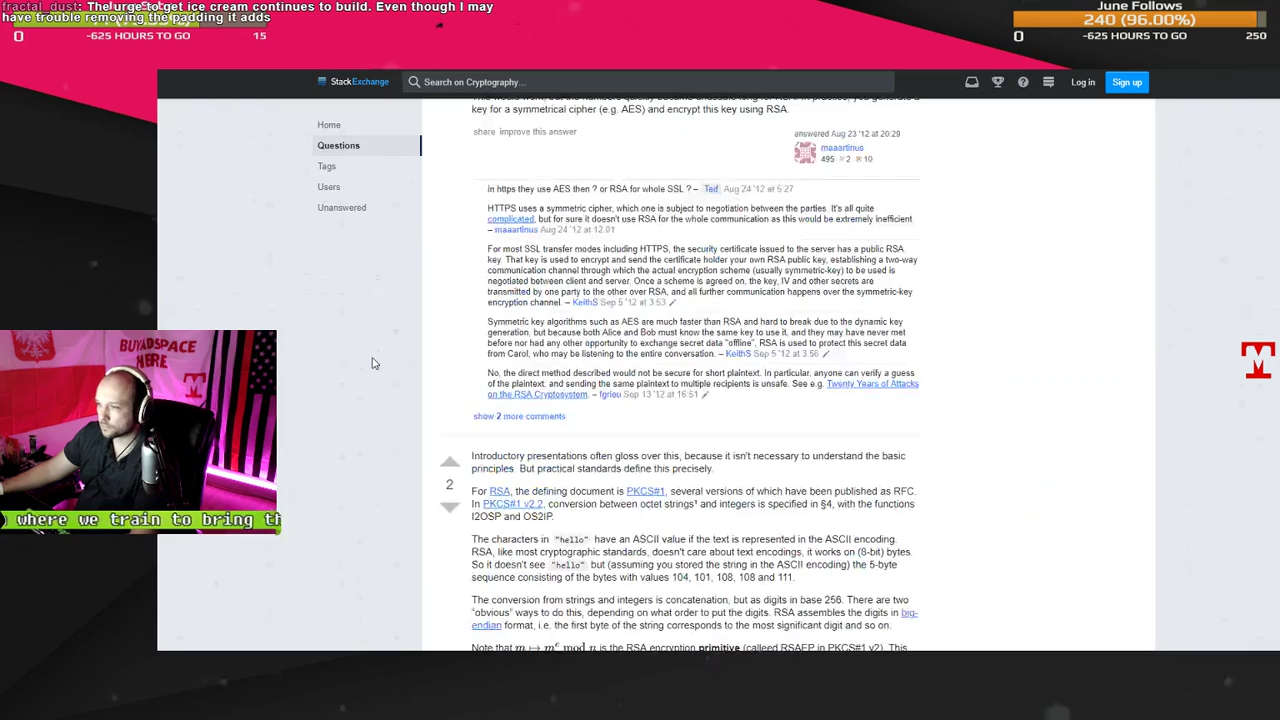 fractal_dust: The urge to get ice cream continues to build. Even though I may
have trouble removing the padding it adds
0
-625 HOURS TO GO
15
June Follows
240 (96.00%)
0
-625 HOURS TO GO
250
StackExchange
Search on Cryptography...
Log in
Sign up
Home
Questions
Tags
Users
Unanswered
key for a symmetrical cipher (e.g. AES) and encrypt this key using RSA.
share improve this answer
answered Aug 23 '12 at 20:29
maaartinus
495 2 10
in https they use AES then ? or RSA for whole SSL ? – Ted Aug 24 '12 at 5:27
HTTPS uses a symmetric cipher, which one is subject to negotiation between the parties. It's all quite
complicated, but for sure it doesn't use RSA for the whole communication as this would be extremely inefficient
– maaartinus Aug 24 '12 at 12:01
For most SSL transfer modes including HTTPS, the security certificate issued to the server has a public RSA
key. That key is used to encrypt and send the certificate holder your own RSA public key, establishing a two-way
communication channel through which the actual encryption scheme (usually symmetric-key) to be used is
negotiated between client and server. Once a scheme is agreed on, the key, IV and other secrets are
transmitted by one party to the other over RSA, and all further communication happens over the symmetric-key
encryption channel. – KeithS Sep 5 '12 at 3:53
Symmetric key algorithms such as AES are much faster than RSA and hard to break due to the dynamic key
generation, but because both Alice and Bob must know the same key to use it, and they may have never met
before nor had any other opportunity to exchange secret data "offline", RSA is used to protect this secret data
from Carol, who may be listening to the entire conversation. – KeithS Sep 5 '12 at 3:56
No, the direct method described would not be secure for short plaintext. In particular, anyone can verify a guess
of the plaintext, and sending the same plaintext to multiple recipients is unsafe. See e.g. Twenty Years of Attacks
on the RSA Cryptosystem. – fgrieu Sep 13 '12 at 16:51
show 2 more comments
2
Introductory presentations often gloss over this, because it isn't necessary to understand the basic
principles. But practical standards define this precisely.
For RSA, the defining document is PKCS#1, several versions of which have been published as RFC.
In PKCS#1 v2.2, conversion between octet strings¹ and integers is specified in §4, with the functions
I2OSP and OS2IP.
The characters in "hello" have an ASCII value if the text is represented in the ASCII encoding.
RSA, like most cryptographic standards, doesn't care about text encodings, it works on (8-bit) bytes.
So it doesn't see "hello" but (assuming you stored the string in the ASCII encoding) the 5-byte
sequence consisting of the bytes with values 104, 101, 108, 108 and 111.
The conversion from strings and integers is concatenation, but as digits in base 256. There are two
"obvious" ways to do this, depending on what order to put the digits. RSA assembles the digits in big-
endian format, i.e. the first byte of the string corresponds to the most significant digit and so on.
Note that m ↦ mᵉ mod n is the RSA encryption primitive (calleed RSAEP in PKCS#1 v2). This
BUY ADSPACE
HERE
where we train to bring th